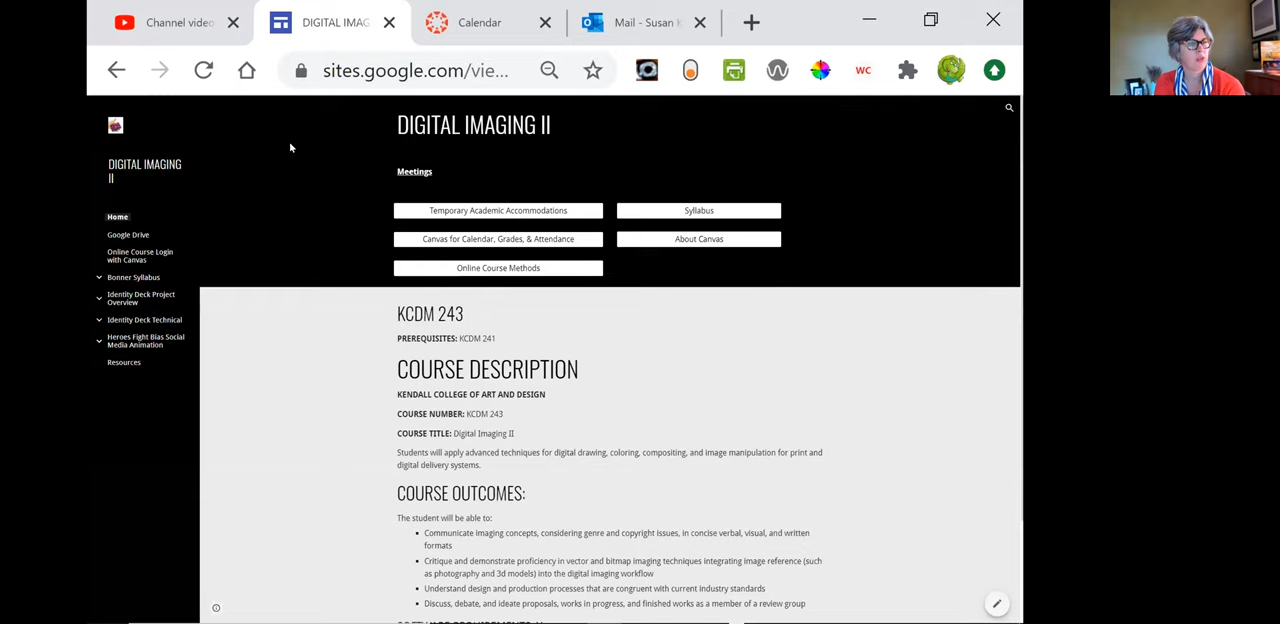 Channel video
DIGITAL IMAG
Calendar
Mail - Susan K
sites.google.com/vie...
WC
DIGITAL IMAGING
II
Home
Google Drive
Online Course Login
with Canvas
Bonner Syllabus
Identity Deck Project
Overview
Identity Deck Technical
Heroes Fight Bias Social
Media Animation
Resources
DIGITAL IMAGING II
Meetings
Temporary Academic Accommodations
Syllabus
Canvas for Calendar, Grades, & Attendance
About Canvas
Online Course Methods
KCDM 243
PREREQUISITES: KCDM 241
COURSE DESCRIPTION
KENDALL COLLEGE OF ART AND DESIGN
COURSE NUMBER: KCDM 243
COURSE TITLE: Digital Imaging II
Students will apply advanced techniques for digital drawing, coloring, compositing, and image manipulation for print and
digital delivery systems.
COURSE OUTCOMES:
The student will be able to:
Communicate imaging concepts, considering genre and copyright issues, in concise verbal, visual, and written
formats
Critique and demonstrate proficiency in vector and bitmap imaging techniques integrating image reference (such
as photography and 3d models) into the digital imaging workflow
Understand design and production processes that are congruent with current industry standards
Discuss, debate, and ideate proposals, works in progress, and finished works as a member of a review group